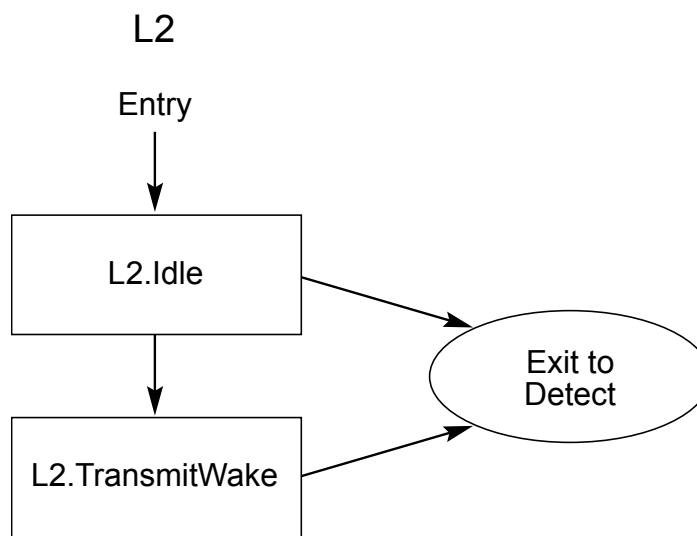 L2
Entry
L2.Idle
Exit to
Detect
L2.TransmitWake